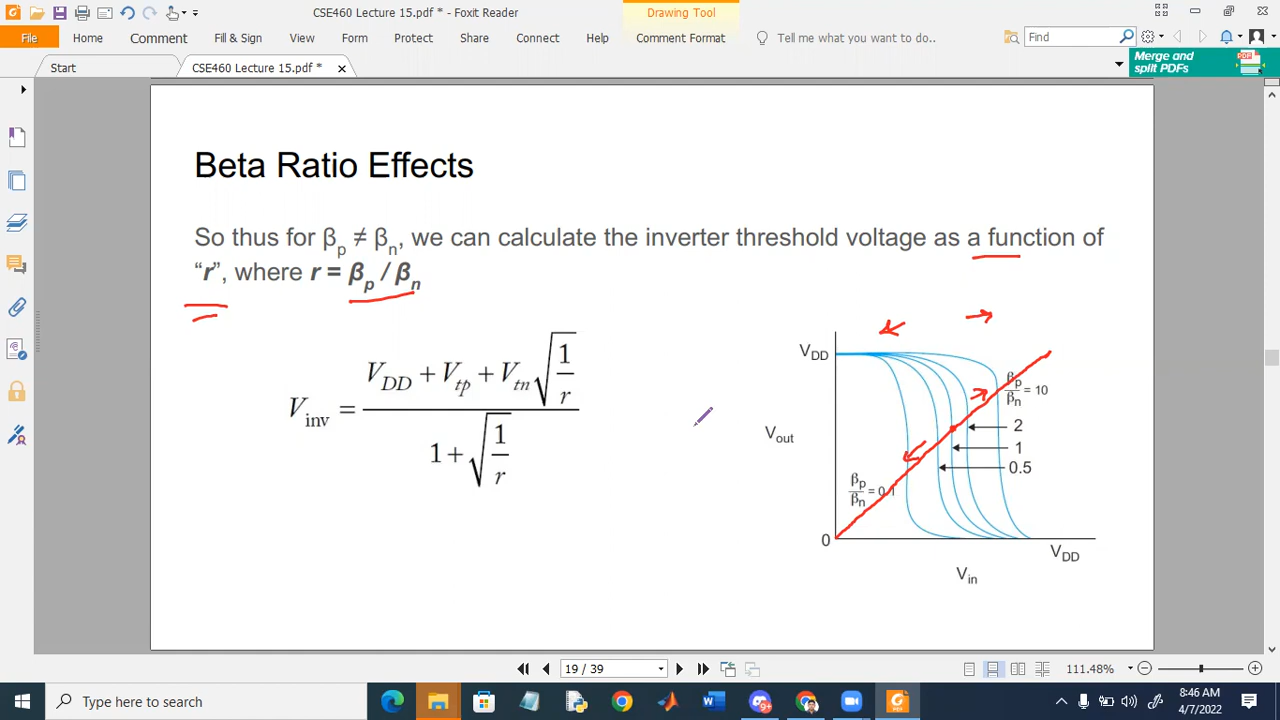 CSE460 Lecture 15.pdf * - Foxit Reader
Drawing Tool
File Home Comment Fill & Sign View Form Protect Share Connect Help Comment Format Tell me what you want to do.. Find
Start CSE460 Lecture 15.pdf *
Merge and
split PDFs
PDF
Beta Ratio Effects
So thus for βp ≠ βn, we can calculate the inverter threshold voltage as a function of
“r”, where r = βp / βn
Vinv = (VDD + Vtp + Vtn √(1/r)) / (1 + √(1/r))
VDD
Vout
0
βp/βn = 10
2
1
0.5
βp/βn = 0.1
VDD
Vin
19 / 39
111.48%
Type here to search
8:46 AM
4/7/2022